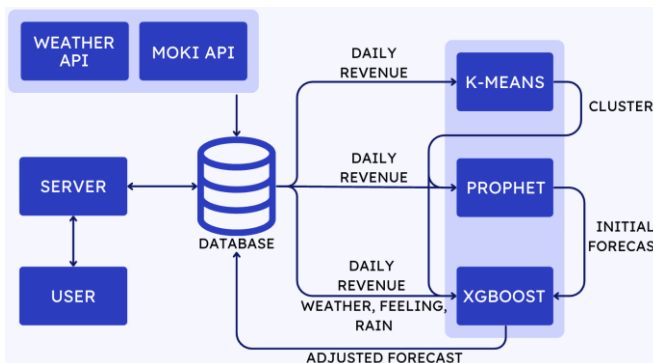 WEATHER
API
MOKI API
DAILY
REVENUE
K-MEANS
CLUSTER
SERVER
DAILY
REVENUE
PROPHET
DATABASE
INITIAL
FORECAS
DAILY
REVENUE
WEATHER, FEELING,
RAIN
USER
XGBOOST
ADJUSTED FORECAST